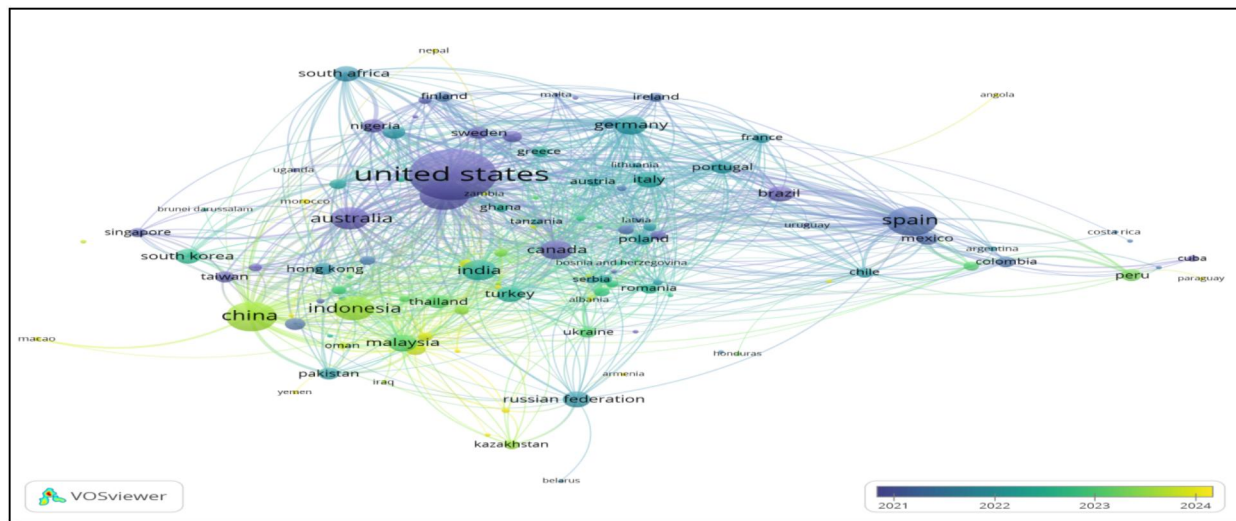 nepal
south africa
angola
finland
malta
ireland
nigeria
sweden
germany
france
greece
lithuania
portugal
uganda
united states
austria
italy
zambia
brazil
morocco
ghana
brunei darussalam
australia
tanzania
latvia
uruguay
spain
singapore
canada
poland
mexico
costa rica
south korea
argentina
taiwan
hong kong
india
bosnia and herzegovina
colombia
cuba
chile
peru
paraguay
serbia
turkey
romania
thailand
albania
china
indonesia
ukraine
macao
oman
malaysia
honduras
pakistan
armenia
iraq
yemen
russian federation
kazakhstan
belarus
VOSviewer
2021 2022 2023 2024